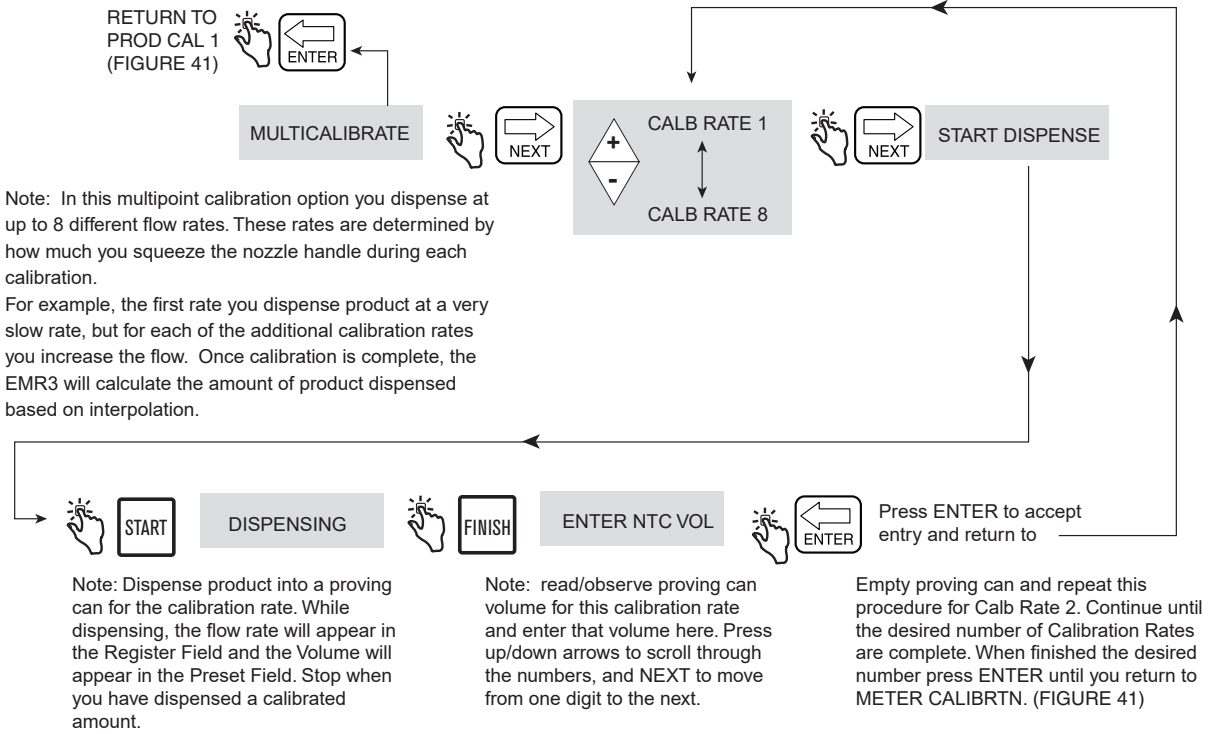 RETURN TO
PROD CAL 1
(FIGURE 41)
ENTER
MULTICALIBRATE
NEXT
+
-
CALB RATE 1
CALB RATE 8
NEXT
START DISPENSE
Note: In this multipoint calibration option you dispense at
up to 8 different flow rates. These rates are determined by
how much you squeeze the nozzle handle during each
calibration.
For example, the first rate you dispense product at a very
slow rate, but for each of the additional calibration rates
you increase the flow. Once calibration is complete, the
EMR3 will calculate the amount of product dispensed
based on interpolation.
START
DISPENSING
FINISH
ENTER NTC VOL
ENTER
Press ENTER to accept
entry and return to
Note: Dispense product into a proving
can for the calibration rate. While
dispensing, the flow rate will appear in
the Register Field and the Volume will
appear in the Preset Field. Stop when
you have dispensed a calibrated
amount.
Note: read/observe proving can
volume for this calibration rate
and enter that volume here. Press
up/down arrows to scroll through
the numbers, and NEXT to move
from one digit to the next.
Empty proving can and repeat this
procedure for Calb Rate 2. Continue until
the desired number of Calibration Rates
are complete. When finished the desired
number press ENTER until you return to
METER CALIBRTN. (FIGURE 41)